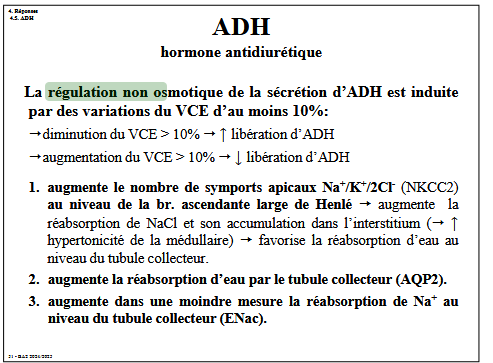 4. Réponses
4.5. ADH
ADH
hormone antidiurétique
La régulation non osmotique de la sécrétion d’ADH est induite
par des variations du VCE d’au moins 10%:
→diminution du VCE > 10% → ↑ libération d’ADH
→augmentation du VCE > 10% → ↓ libération d’ADH
1. augmente le nombre de symports apicaux Na⁺/K⁺/2Cl⁻ (NKCC2)
au niveau de la br. ascendante large de Henlé → augmente la
réabsorption de NaCl et son accumulation dans l’interstitium (→ ↑
hypertonicité de la médullaire) → favorise la réabsorption d’eau au
niveau du tubule collecteur.
2. augmente la réabsorption d’eau par le tubule collecteur (AQP2).
3. augmente dans une moindre mesure la réabsorption de Na⁺ au
niveau du tubule collecteur (ENac).